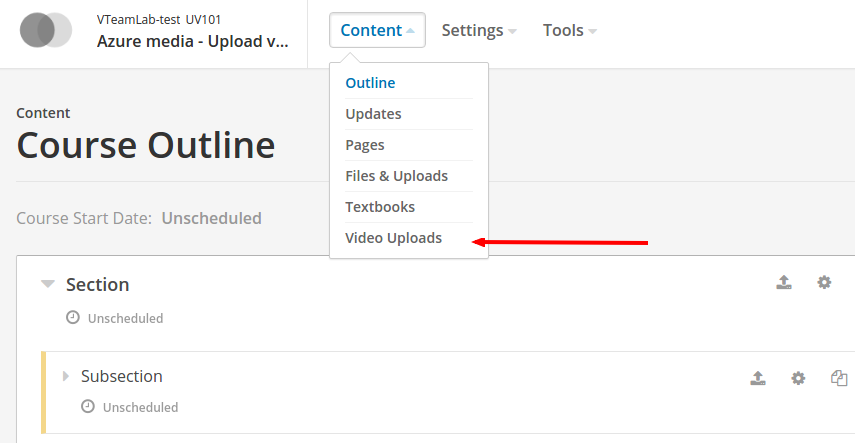 VTeamLab-test UV101
Azure media - Upload v...
Content
Settings
Tools
Outline
Updates
Pages
Files & Uploads
Textbooks
Video Uploads
Content
Course Outline
Course Start Date: Unscheduled
Section
Unscheduled
Subsection
Unscheduled